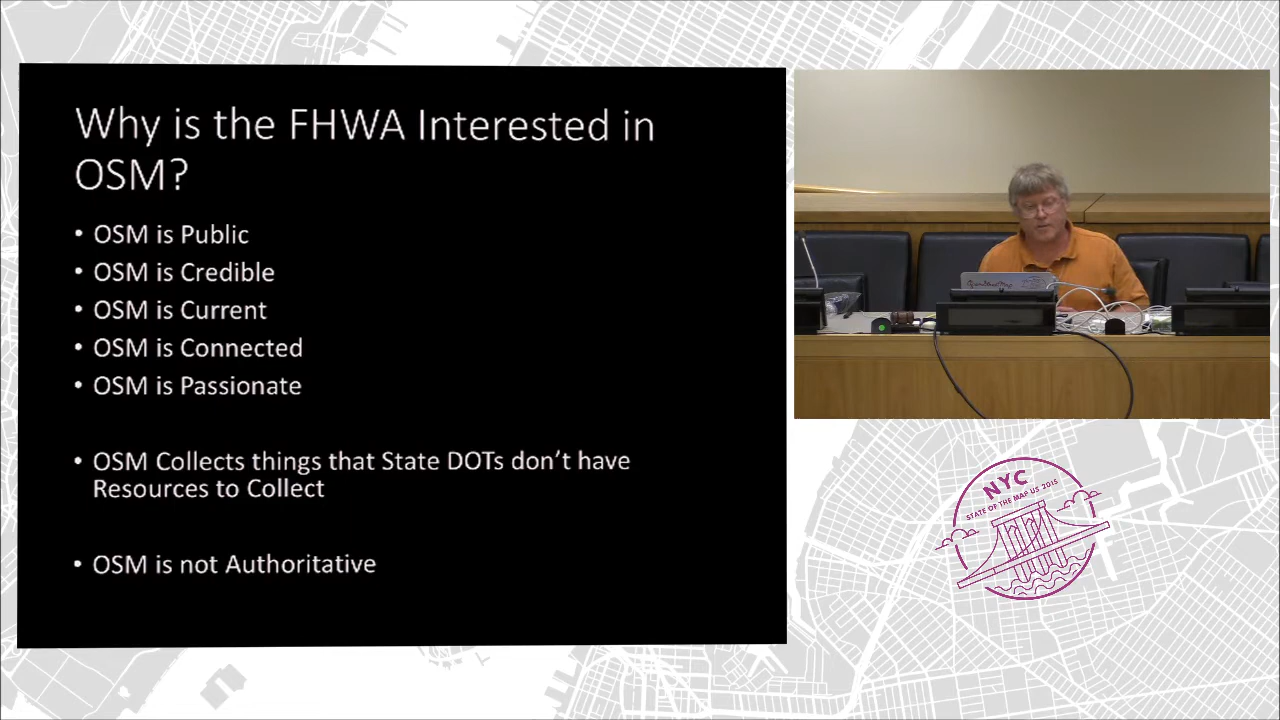 Why is the FHWA Interested in
OSM?
• OSM is Public
• OSM is Credible
• OSM is Current
• OSM is Connected
• OSM is Passionate
• OSM Collects things that State DOTs don't have
Resources to Collect
• OSM is not Authoritative
NYC
STATE OF THE MAP US 2015
OpenStreetMap